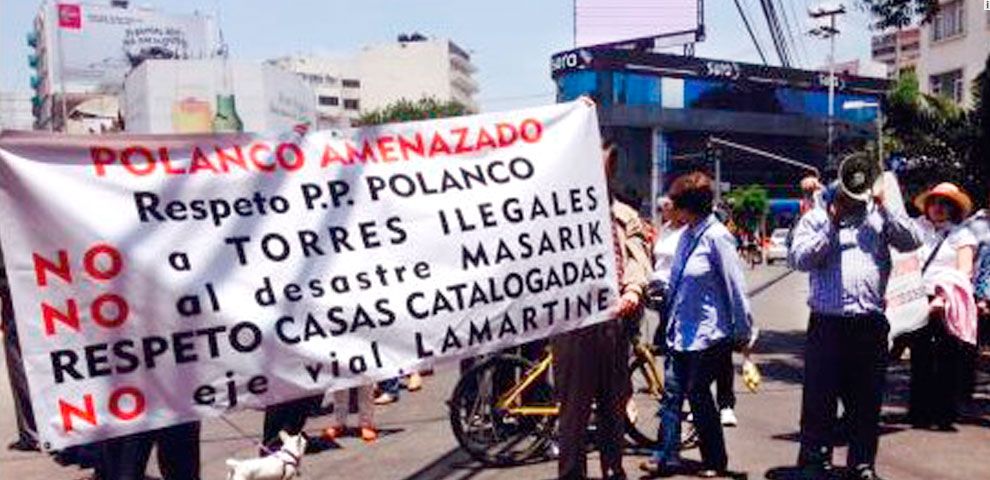 POLANCO AMENAZADO
Respeto P.P. POLANCO
NO a TORRES ILEGALES
NO al desastre MASARIK
RESPETO CASAS CATALOGADAS
NO eje vial LAMARTINE